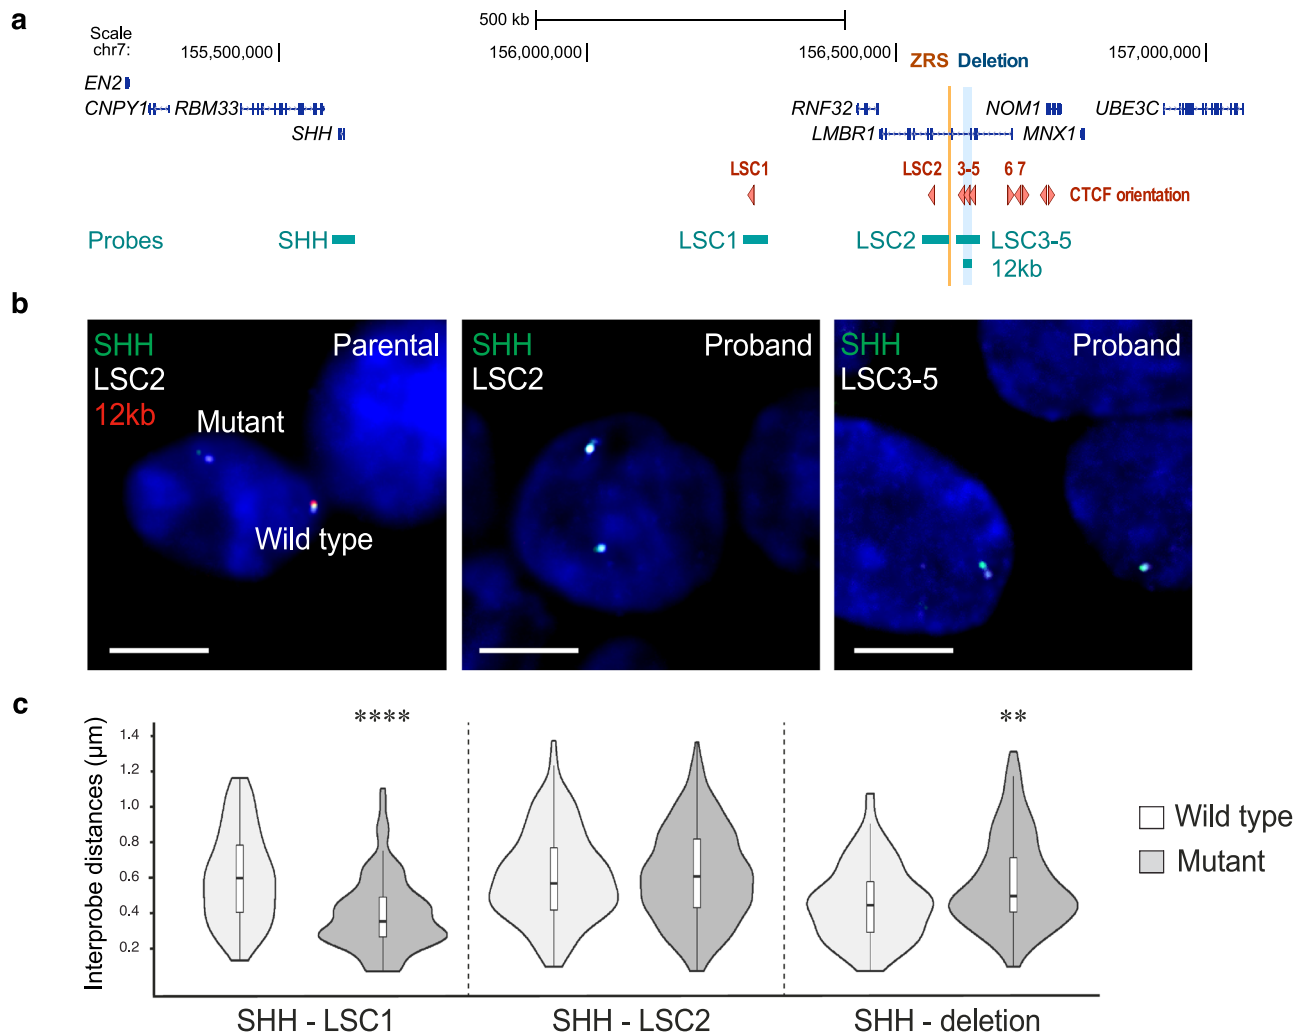 a
500 kb
Scale
chr7:
155,500,000
156,000,000
156,500,000
157,000,000
ZRS Deletion
EN2
CNPY1 RBM33 RNF32 NOM1 UBE3C
SHH LMBR1 MNX1
LSC1 LSC2 3-5 6 7
CTCF orientation
Probes SHH LSC1 LSC2 LSC3-5
12kb
b
SHH Parental
LSC2
12kb
Mutant
Wild type
SHH Proband
LSC2
SHH Proband
LSC3-5
c
Interprobe distances (μm)
1.4
1.2
1.0
0.8
0.6
0.4
0.2
****
**
Wild type
Mutant
SHH - LSC1
SHH - LSC2
SHH - deletion